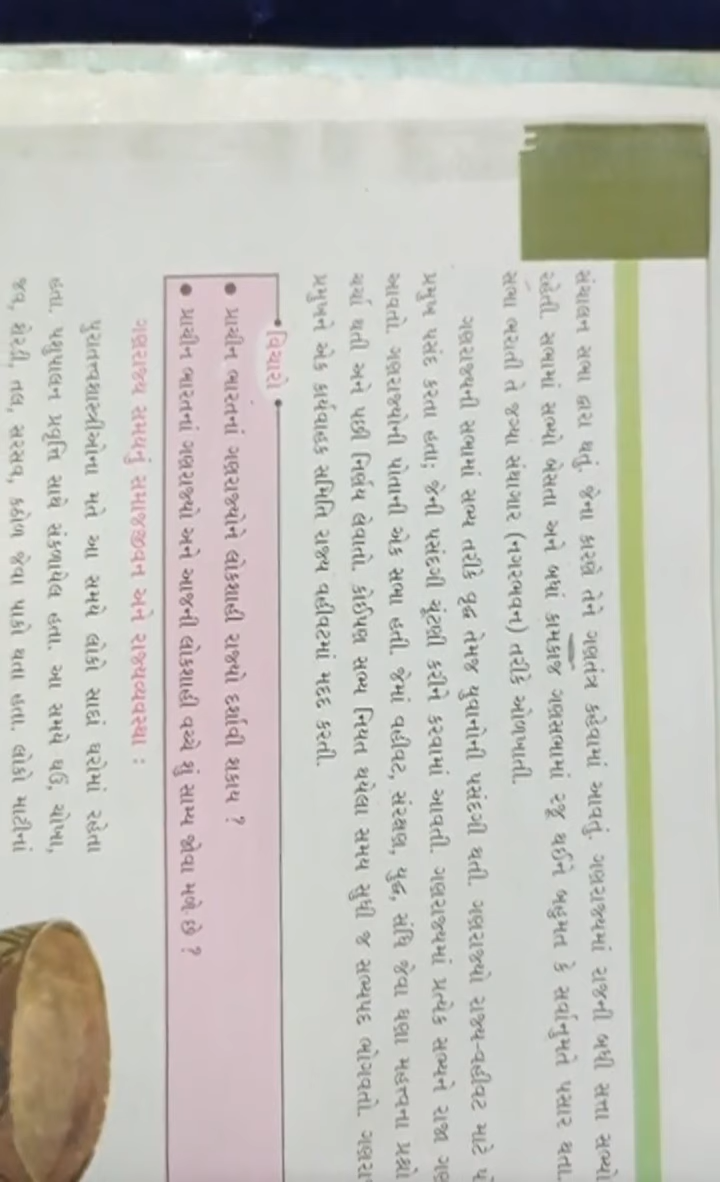 સંચાલન સભા દ્વારા થતું. જેના કારણે તેને ગણતંત્ર કહેવામાં આવતું. ગણરાજ્યમાં રાજની બધી સત્તા સભ્યો
રહેતી. સભામાં સભ્યો બેસતા અને બધાં કામકાજ ગણસભામાં રજૂ થઈને બહુમત કે સર્વાનુમતે પસાર થતા.
સભા ભરાતી તે જગ્યા સંથાગાર (નગરભવન) તરીકે ઓળખાતી.
ગણરાજ્યની સભામાં સભ્ય તરીકે વૃદ્ધ તેમજ યુવાનોની પસંદગી થતી. ગણરાજ્યો રાજ્ય-વહીવટ માટે
પ્રમુખ પસંદ કરતા હતા; જેની પસંદગી ચૂંટણી કરીને કરવામાં આવતી. ગણરાજ્યમાં પ્રત્યેક સભ્યને રાજા
આવતો. ગણરાજ્યોની પોતાની એક સભા હતી. જેમાં વહીવટ, સંરક્ષણ, યુદ્ધ, સંધિ જેવા ઘણા મહત્ત્વના પ્રશ્નો
ચર્ચા થતી અને પછી નિર્ણય લેવાતો. કોઈપણ સભ્ય નિયત થયેલા સમય સુધી જ સભ્યપદ ભોગવતો.
પ્રમુખને એક કાર્યવાહક સમિતિ રાજ્ય વહીવટમાં મદદ કરતી.
વિચારો
• પ્રાચીન ભારતનાં ગણરાજ્યોને લોકશાહી રાજ્યો દર્શાવી શકાય ?
• પ્રાચીન ભારતનાં ગણરાજ્યો અને આજની લોકશાહી વચ્ચે શું સામ્ય જોવા મળે છે ?
ગણરાજ્ય સમયનું સમાજજીવન અને રાજ્યવ્યવસ્થા :
પુરાતત્ત્વશાસ્ત્રીઓના મતે આ સમયે લોકો સાદાં ઘરોમાં રહેતા
હતા. પશુપાલન પ્રવૃત્તિ સાથે સંકળાયેલ હતા. આ સમયે ઘઉં, ચોખા,
જવ, શેરડી, તલ, સરસવ, કઠોળ જેવા પાકો થતા હતા. લોકો માટીનાં